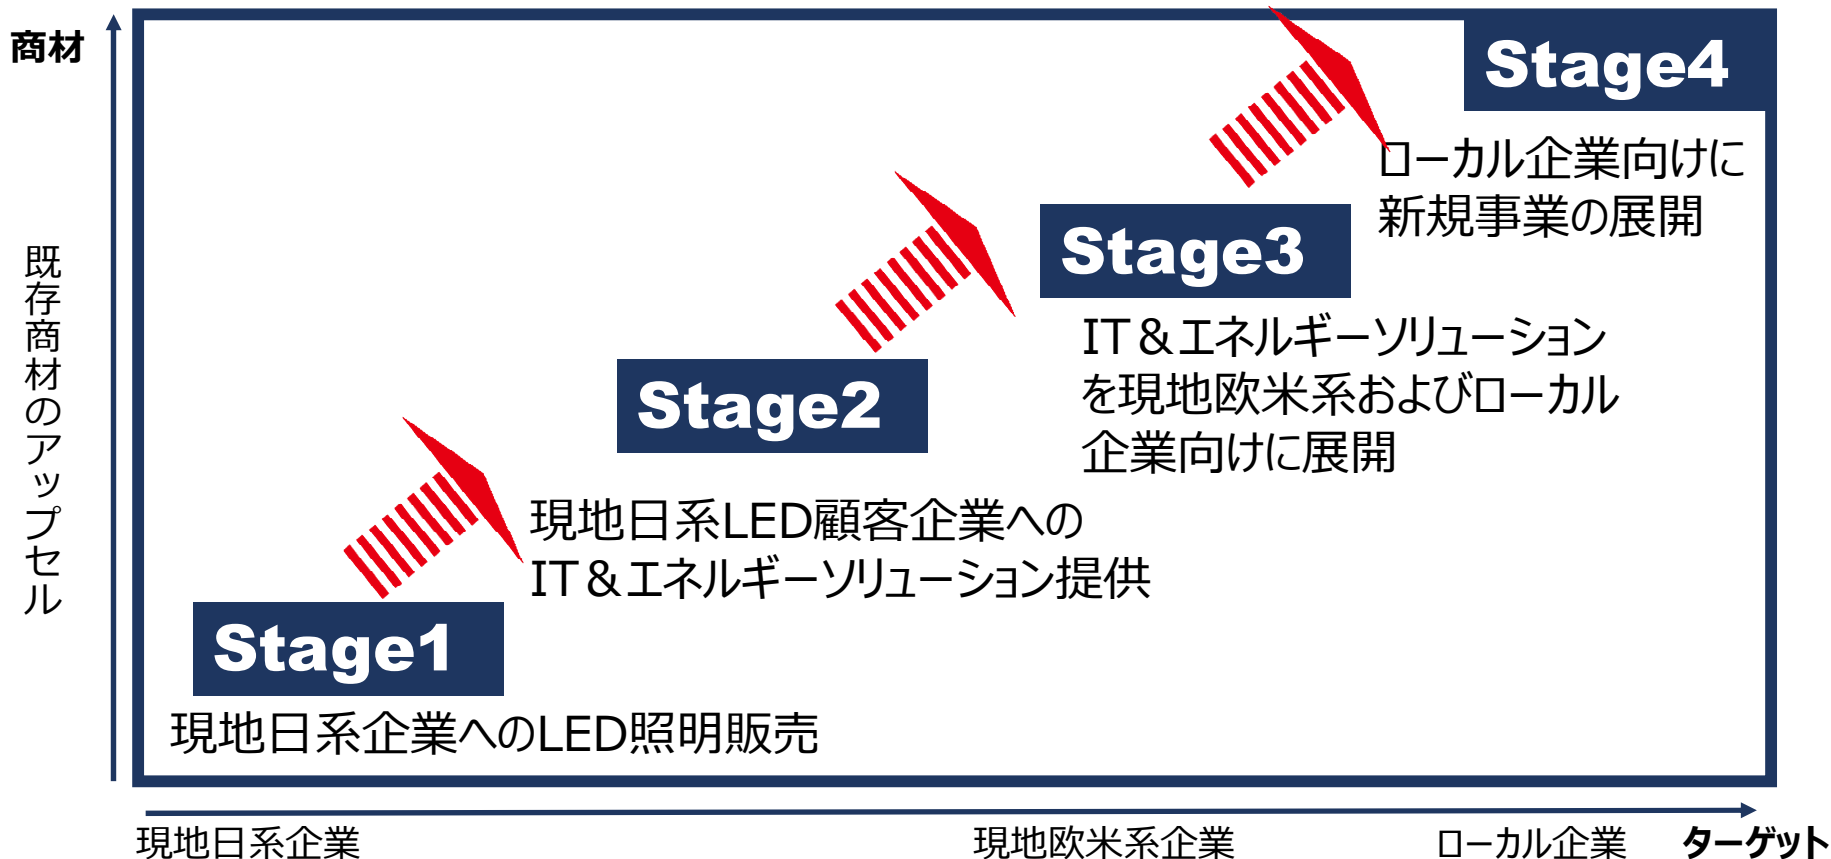 商材
既存商材のアップセル
Stage4
ローカル企業向けに
新規事業の展開
Stage3
IT＆エネルギーソリューション
を現地欧米系およびローカル
企業向けに展開
Stage2
現地日系LED顧客企業への
IT＆エネルギーソリューション提供
Stage1
現地日系企業へのLED照明販売
現地日系企業
現地欧米系企業
ローカル企業
ターゲット